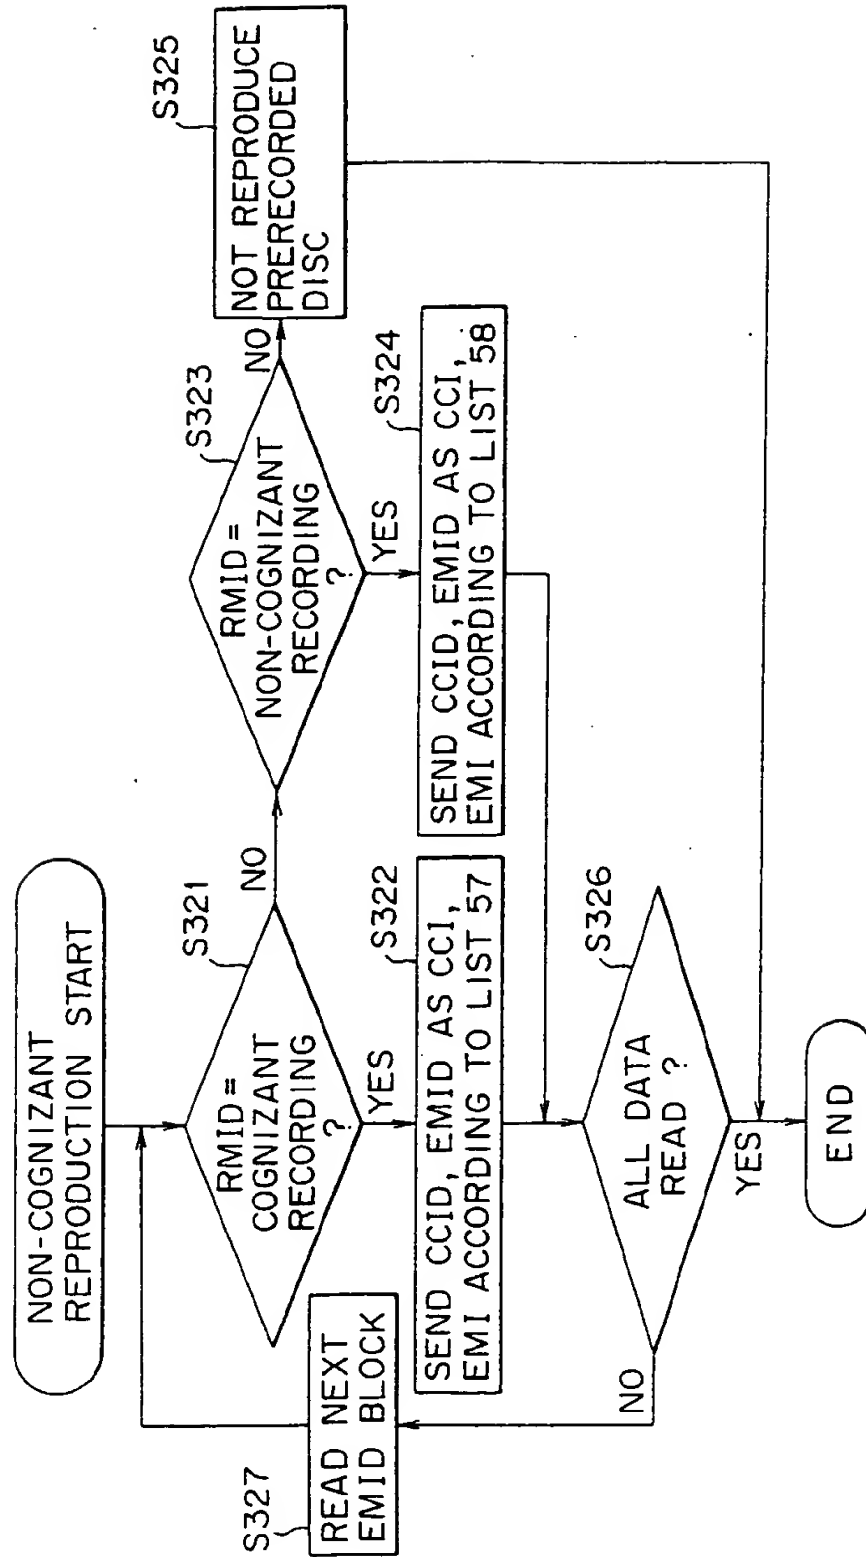 NON-COGNIZANT
REPRODUCTION START
S321
RMID=
COGNIZANT
RECORDING
?
NO
YES
S323
RMID=
NON-COGNIZANT
RECORDING
?
NO
YES
S325
NOT REPRODUCE
PRERECORDED
DISC
S322
SEND CCID, EMID AS CCI,
EMI ACCORDING TO LIST 57
S324
SEND CCID, EMID AS CCI,
EMI ACCORDING TO LIST 58
S327
READ NEXT
EMID BLOCK
S326
ALL DATA
READ ?
NO
YES
END